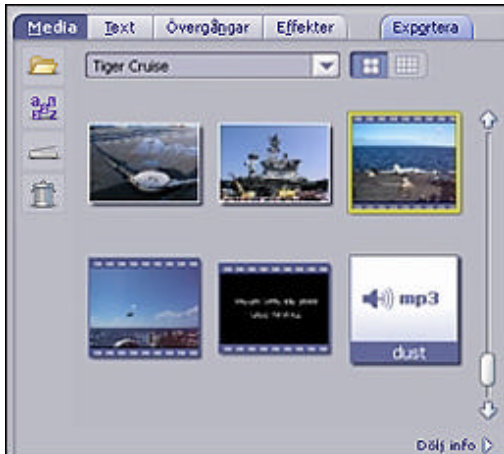 Media Text Övergångar Effekter Exportera
Tiger Cruise
mp3
dust
Dölj info